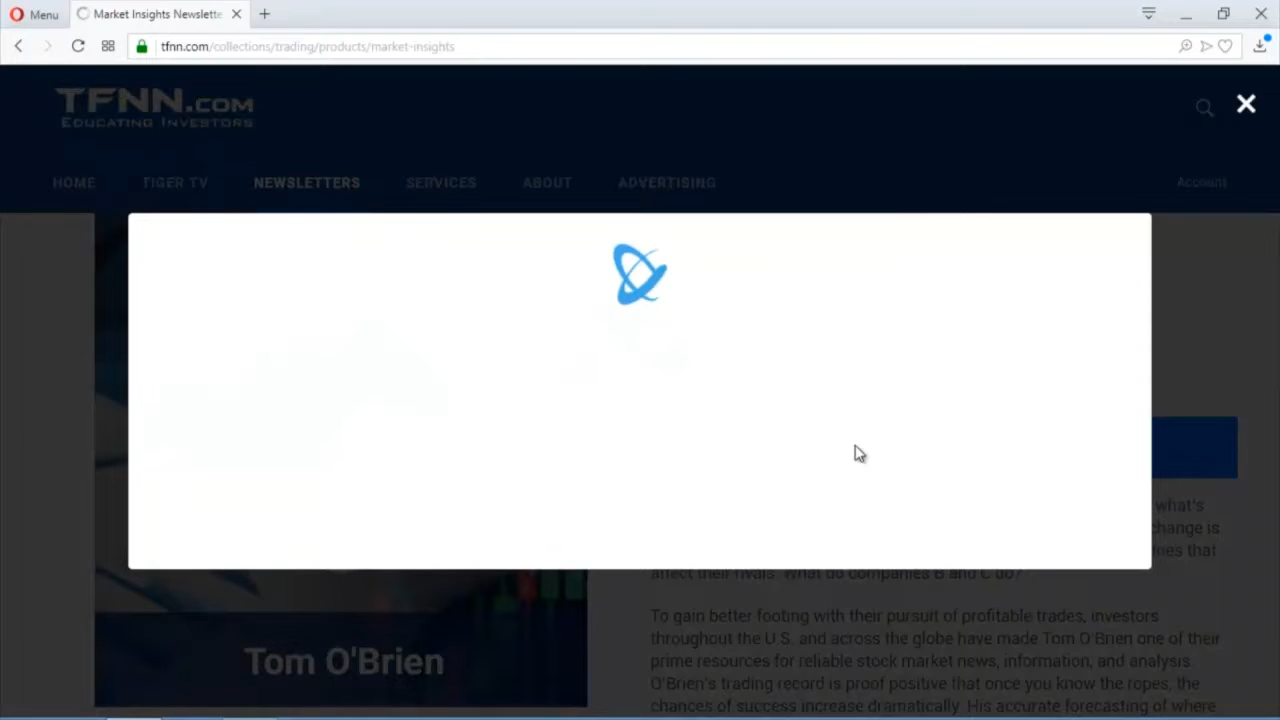 Menu
Market Insights Newslette
tfnn.com/collections/trading/products/market-insights
TFNN.COM
EDUCATING INVESTORS
HOME TIGER TV NEWSLETTERS SERVICES ABOUT ADVERTISING
Account
what's
change is
that
affect their rivals. What do companies B and C do?
To gain better footing with their pursuit of profitable trades, investors
throughout the U.S. and across the globe have made Tom O'Brien one of their
prime resources for reliable stock market news, information, and analysis.
O'Brien's trading record is proof positive that once you know the ropes, the
chances of success increase dramatically. His accurate forecasting of where
Tom O'Brien